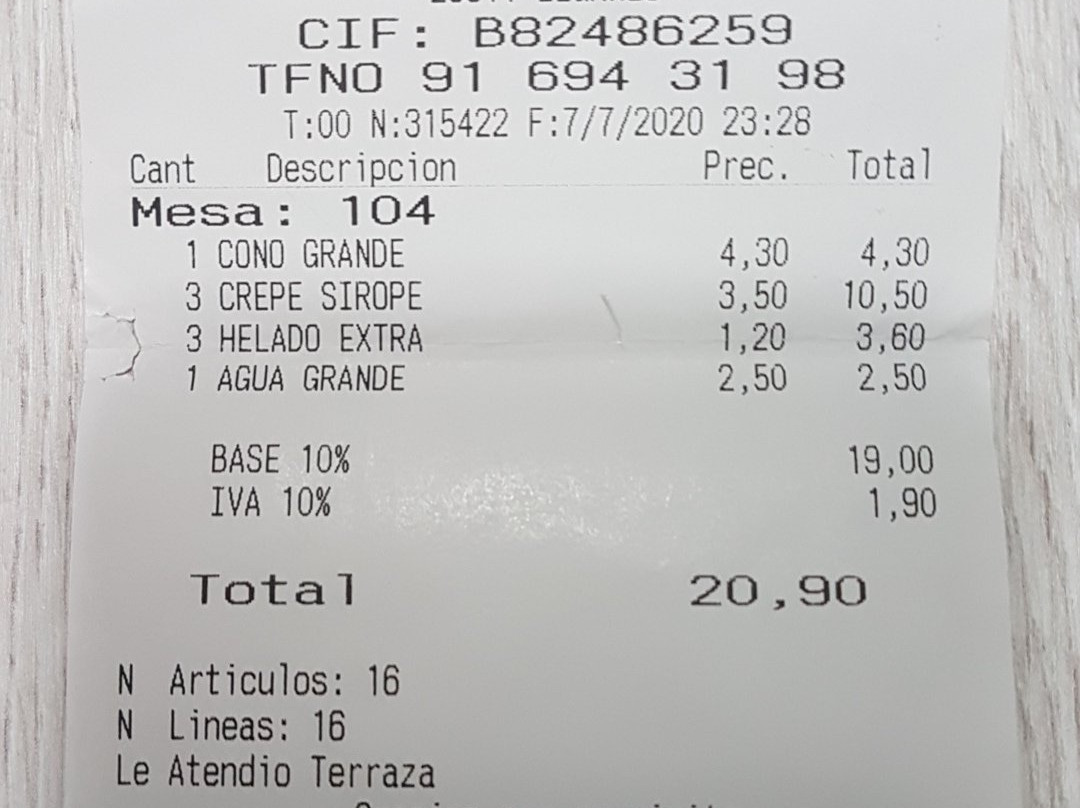 CIF: B82486259
TFNO 91 694 31 98
T:00 N:315422 F:7/7/2020 23:28
Cant Descripcion Prec. Total
Mesa: 104
1 CONO GRANDE 4,30 4,30
3 CREPE SIROPE 3,50 10,50
3 HELADO EXTRA 1,20 3,60
1 AGUA GRANDE 2,50 2,50
BASE 10% 19,00
IVA 10% 1,90
Total 20,90
N Articulos: 16
N Lineas: 16
Le Atendio Terraza